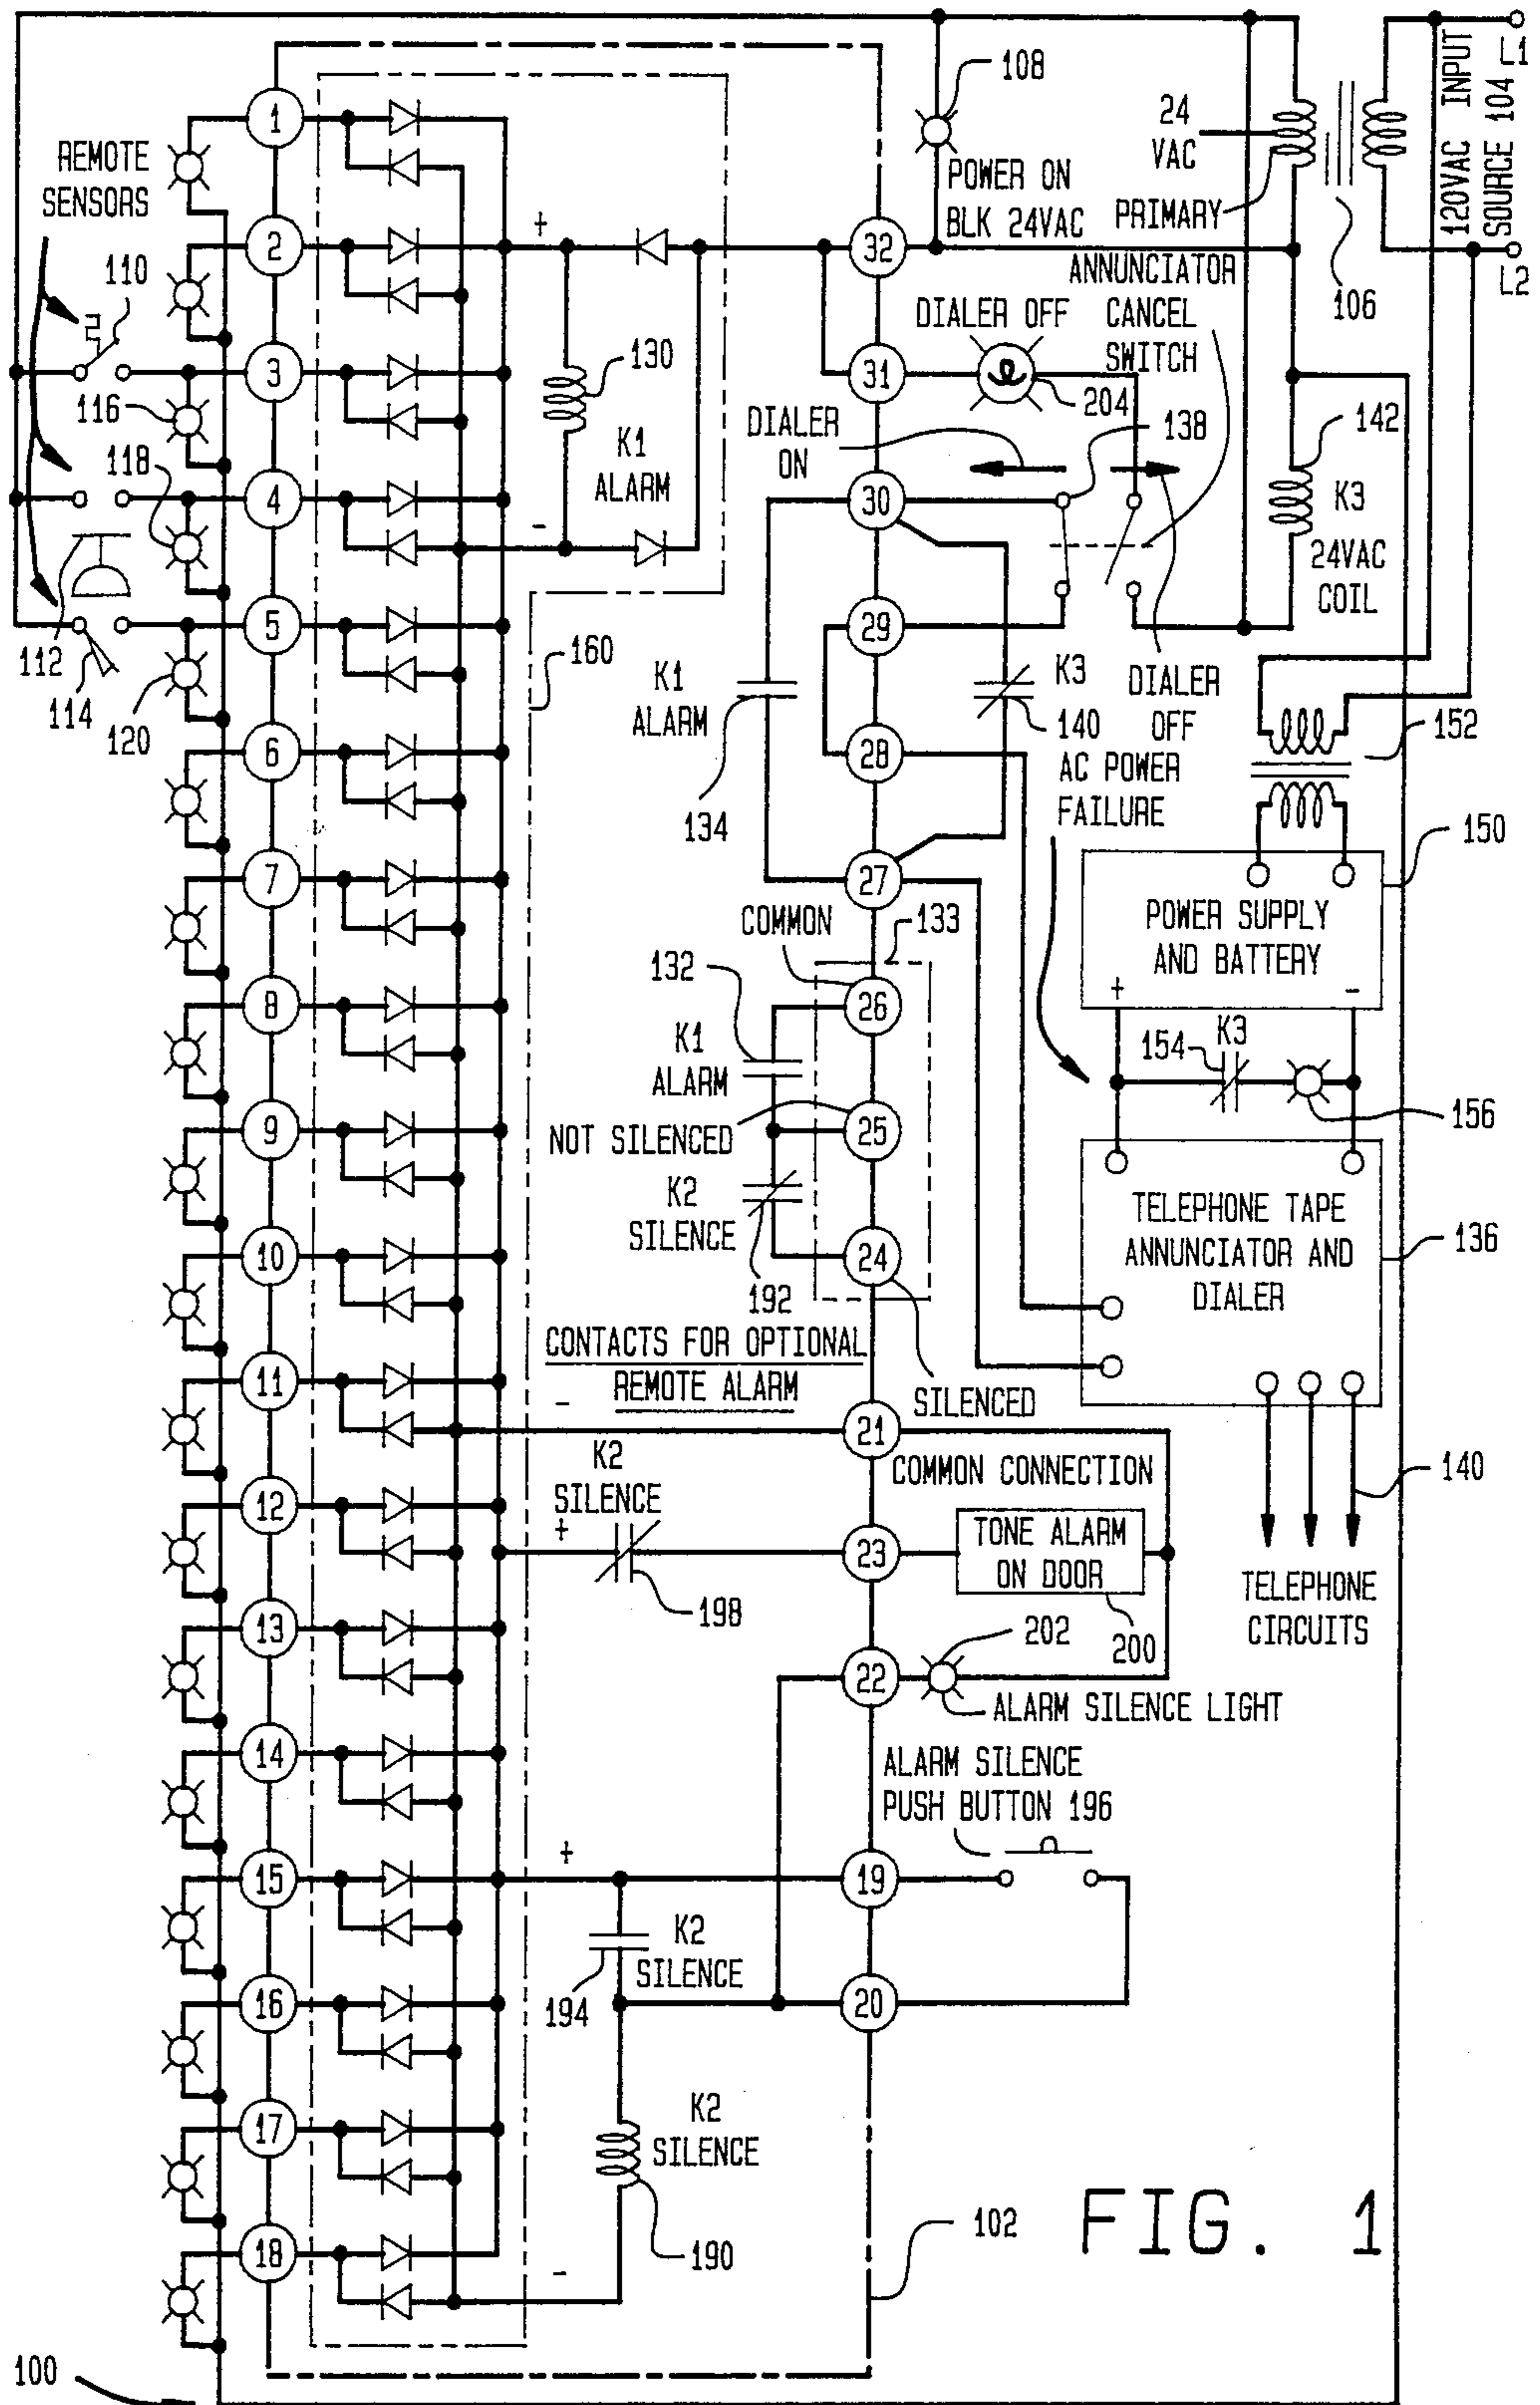 108
24
VAC
120VAC INPUT
SOURCE 104
L1
L2
1
REMOTE
SENSORS
POWER ON
BLK 24VAC
PRIMARY
106
+
2
32
110
ANNUNCIATOR
CANCEL
SWITCH
DIALER OFF
130
3
31
116
204
142
K1
ALARM
DIALER
ON
138
118
4
30
K3
24VAC
COIL
-
112
5
29
160
114
120
K1
ALARM
K3
140
DIALER
OFF
152
6
28
134
AC POWER
FAILURE
7
27
150
COMMON
133
POWER SUPPLY
AND BATTERY
+
-
132
8
26
K1
ALARM
154
K3
156
9
NOT SILENCED
25
K2
SILENCE
TELEPHONE TAPE
ANNUNCIATOR AND
DIALER
136
10
24
192
CONTACTS FOR OPTIONAL
REMOTE ALARM
11
SILENCED
-
21
K2
SILENCE
COMMON CONNECTION
140
12
+
23
TONE ALARM
ON DOOR
TELEPHONE
CIRCUITS
198
13
202
200
22
ALARM SILENCE LIGHT
14
ALARM SILENCE
PUSH BUTTON 196
+
15
19
K2
SILENCE
194
16
20
17
K2
SILENCE
18
190
102
-
FIG. 1
100